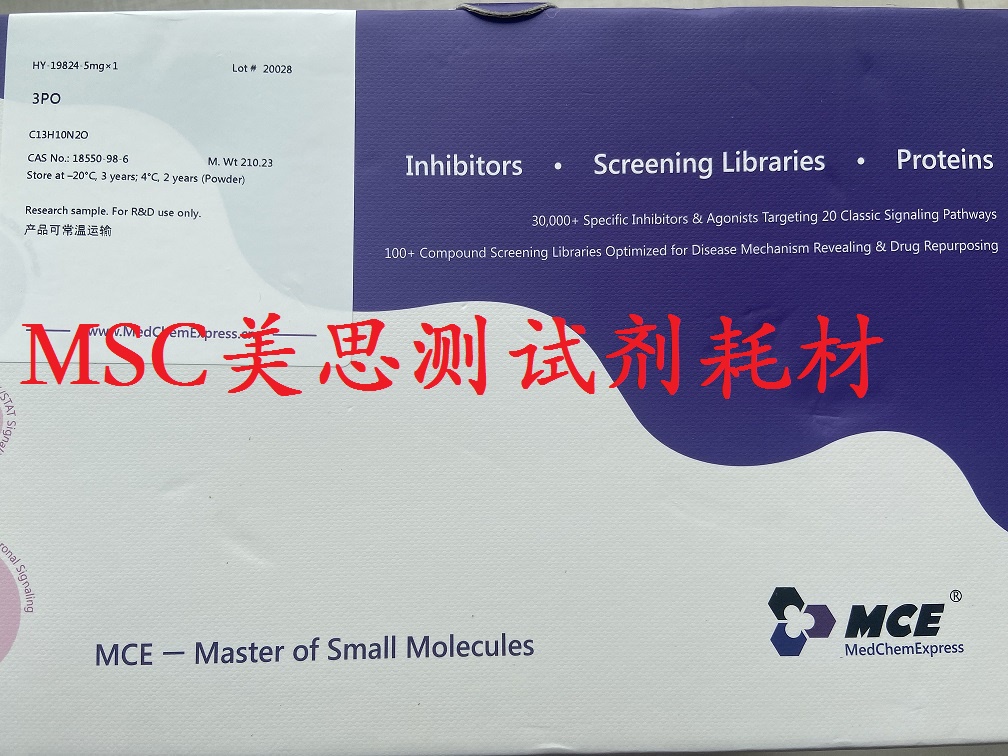 HY-19824-5mg×1
Lot # 20028
3PO
C13H10N2O
CAS No.: 18550-98-6
M. Wt 210.23
Store at –20°C, 3 years; 4°C, 2 years (Powder)
Research sample. For R&D use only.
产品可常温运输
www.MedChemExpress.cn
Inhibitors • Screening Libraries • Proteins
30,000+ Specific Inhibitors & Agonists Targeting 20 Classic Signaling Pathways
100+ Compound Screening Libraries Optimized for Disease Mechanism Revealing & Drug Repurposing
MSC美思测试剂耗材
Signaling
MCE — Master of Small Molecules
MCE®
MedChemExpress